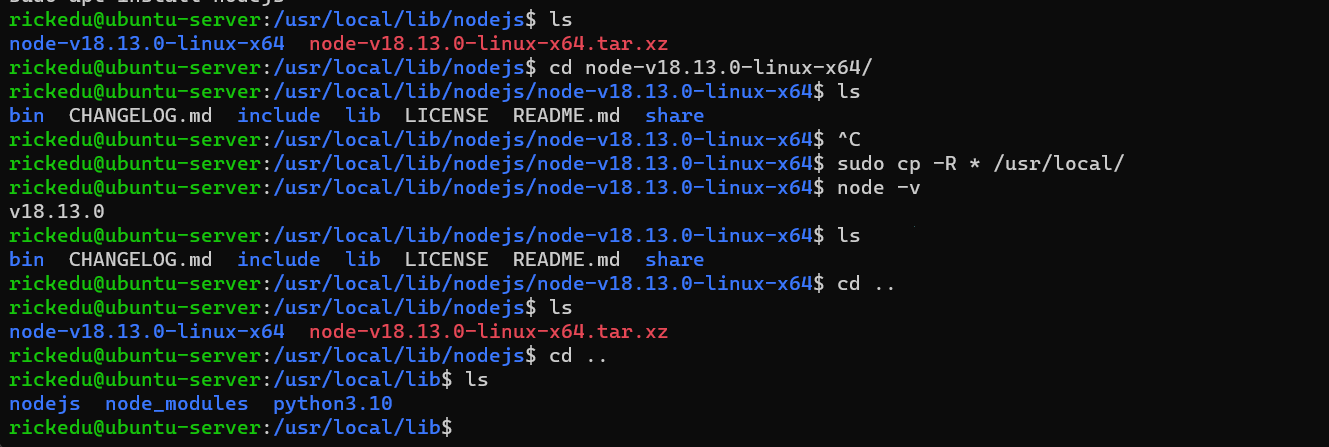 sudo apt install nodejs
rickedu@ubuntu-server:/usr/local/lib/nodejs$ ls
node-v18.13.0-linux-x64  node-v18.13.0-linux-x64.tar.xz
rickedu@ubuntu-server:/usr/local/lib/nodejs$ cd node-v18.13.0-linux-x64/
rickedu@ubuntu-server:/usr/local/lib/nodejs/node-v18.13.0-linux-x64$ ls
bin  CHANGELOG.md  include  lib  LICENSE  README.md  share
rickedu@ubuntu-server:/usr/local/lib/nodejs/node-v18.13.0-linux-x64$ ^C
rickedu@ubuntu-server:/usr/local/lib/nodejs/node-v18.13.0-linux-x64$ sudo cp -R * /usr/local/
rickedu@ubuntu-server:/usr/local/lib/nodejs/node-v18.13.0-linux-x64$ node -v
v18.13.0
rickedu@ubuntu-server:/usr/local/lib/nodejs/node-v18.13.0-linux-x64$ ls
bin  CHANGELOG.md  include  lib  LICENSE  README.md  share
rickedu@ubuntu-server:/usr/local/lib/nodejs/node-v18.13.0-linux-x64$ cd ..
rickedu@ubuntu-server:/usr/local/lib/nodejs$ ls
node-v18.13.0-linux-x64  node-v18.13.0-linux-x64.tar.xz
rickedu@ubuntu-server:/usr/local/lib/nodejs$ cd ..
rickedu@ubuntu-server:/usr/local/lib$ ls
nodejs  node_modules  python3.10
rickedu@ubuntu-server:/usr/local/lib$